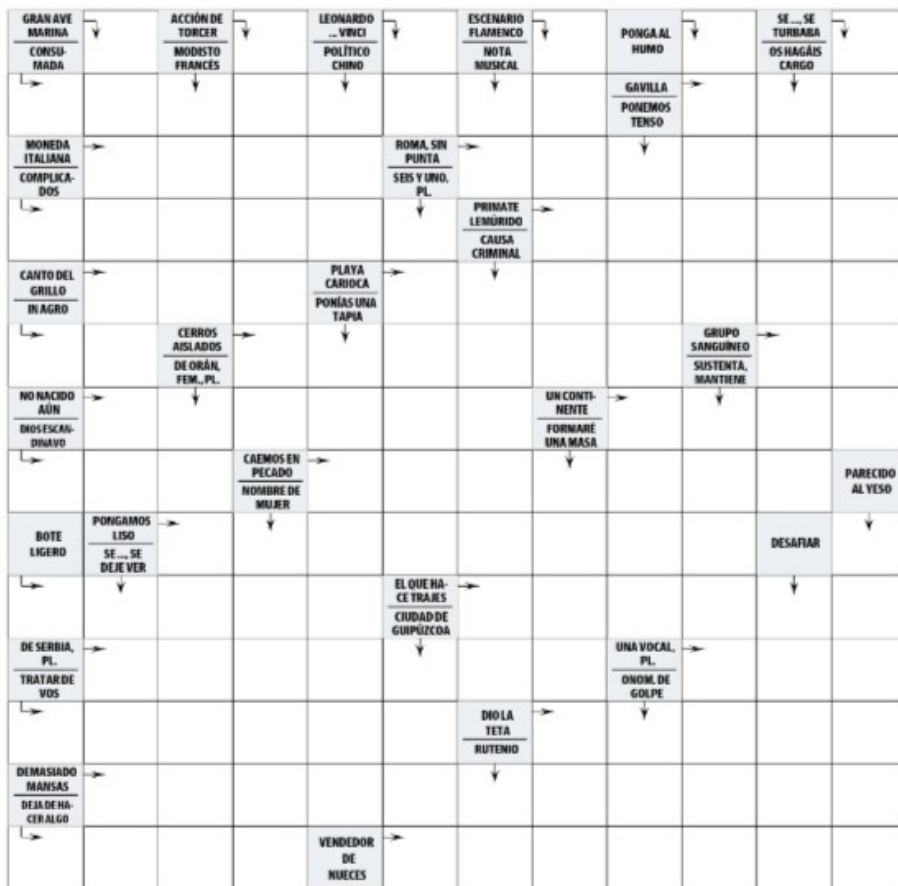 GRAN AVE
MARINA
CONSU-
MADA
ACCIÓN DE
TORCER
MODISTO
FRANCÉS
LEONARDO
... VINCI
POLÍTICO
CHINO
ESCENARIO
FLAMENCO
NOTA
MUSICAL
PONGA AL
HUMO
SE ..., SE
TURBABA
OS HAGÁIS
CARGO
GAVILLA
PONEMOS
TENSO
MONEDA
ITALIANA
COMPLICA-
DOS
ROMA, SIN
PUNTA
SEIS Y UNO,
PL.
PRIMATE
LEMÚRIDO
CAUSA
CRIMINAL
CANTO DEL
GRILLO
IN AGRO
PLAYA
CARIOCA
PONÍAS UNA
TAPIA
CERROS
AISLADOS
DE ORÁN,
FEM., PL.
GRUPO
SANGUÍNEO
SUSTENTA,
MANTIENE
NO NACIDO
AÚN
DIOS ESCAN-
DINAVO
UN CONTI-
NENTE
FORMARÉ
UNA MASA
CAEMOS EN
PECADO
NOMBRE DE
MUJER
PARECIDO
AL YESO
BOTE
LIGERO
PONGAMOS
LISO
SE ..., SE
DEJE VER
DESAFIAR
EL QUE HA-
CE TRAJES
CIUDAD DE
GUIPÚZCOA
DE SERBIA,
PL.
TRATAR DE
VOS
UNA VOCAL,
PL.
ONOM. DE
GOLPE
DIO LA
TETA
RUTENIO
DEMASIADO
MANSAS
DEJA DE HA-
CER ALGO
VENDEDOR
DE
NUECES